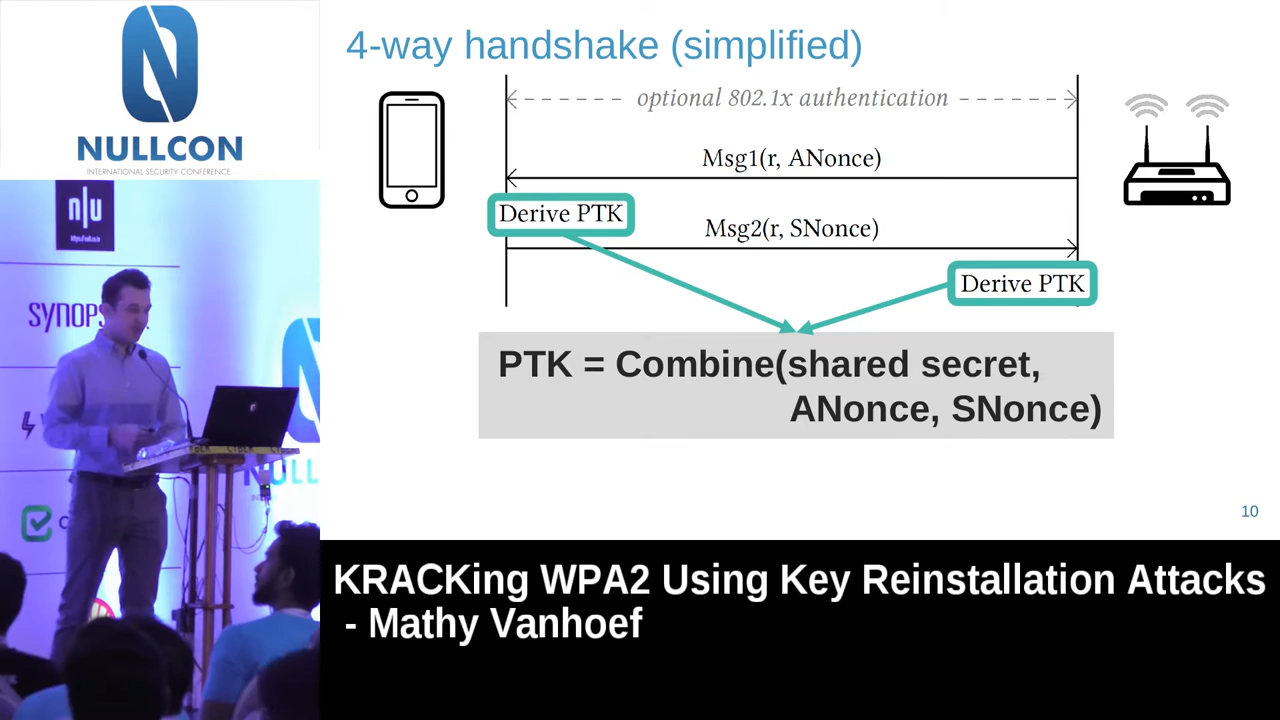 4-way handshake (simplified)
NULLCON
INTERNATIONAL SECURITY CONFERENCE
optional 802.1x authentication
Msg1(r, ANonce)
Derive PTK
Msg2(r, SNonce)
Derive PTK
PTK = Combine(shared secret,
ANonce, SNonce)
10
n|u
SYNOPS
KRACKing WPA2 Using Key Reinstallation Attacks
- Mathy Vanhoef